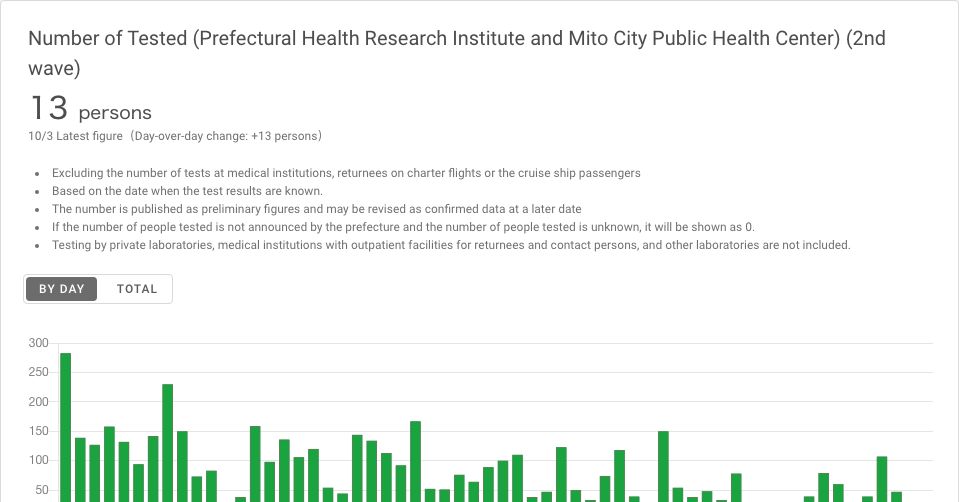 Number of Tested (Prefectural Health Research Institute and Mito City Public Health Center) (2nd
wave)
13 persons
10/3 Latest figure（Day-over-day change: +13 persons）
Excluding the number of tests at medical institutions, returnees on charter flights or the cruise ship passengers
Based on the date when the test results are known.
The number is published as preliminary figures and may be revised as confirmed data at a later date
If the number of people tested is not announced by the prefecture and the number of people tested is unknown, it will be shown as 0.
Testing by private laboratories, medical institutions with outpatient facilities for returnees and contact persons, and other laboratories are not included.
BY DAY TOTAL
300
250
200
150
100
50